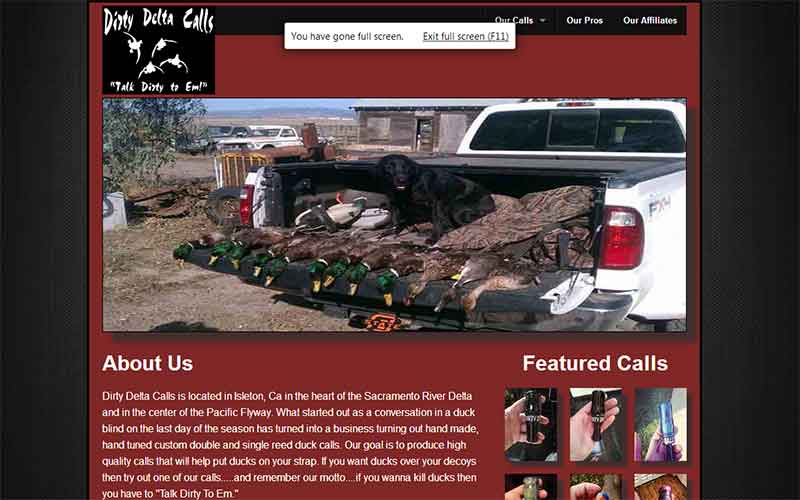 Dirty Delta Calls
"Talk Dirty to Em!"
Our Calls
Our Pros
Our Affiliates
You have gone full screen.
Exit full screen (F11)
About Us
Dirty Delta Calls is located in Isleton, Ca in the heart of the Sacramento River Delta
and in the center of the Pacific Flyway. What started out as a conversation in a duck
blind on the last day of the season has turned into a business turning out hand made,
hand tuned custom double and single reed duck calls. Our goal is to produce high
quality calls that will help put ducks on your strap. If you want ducks over your decoys
then try out one of our calls.....and remember our motto....if you wanna kill ducks then
you have to "Talk Dirty To Em."
Featured Calls